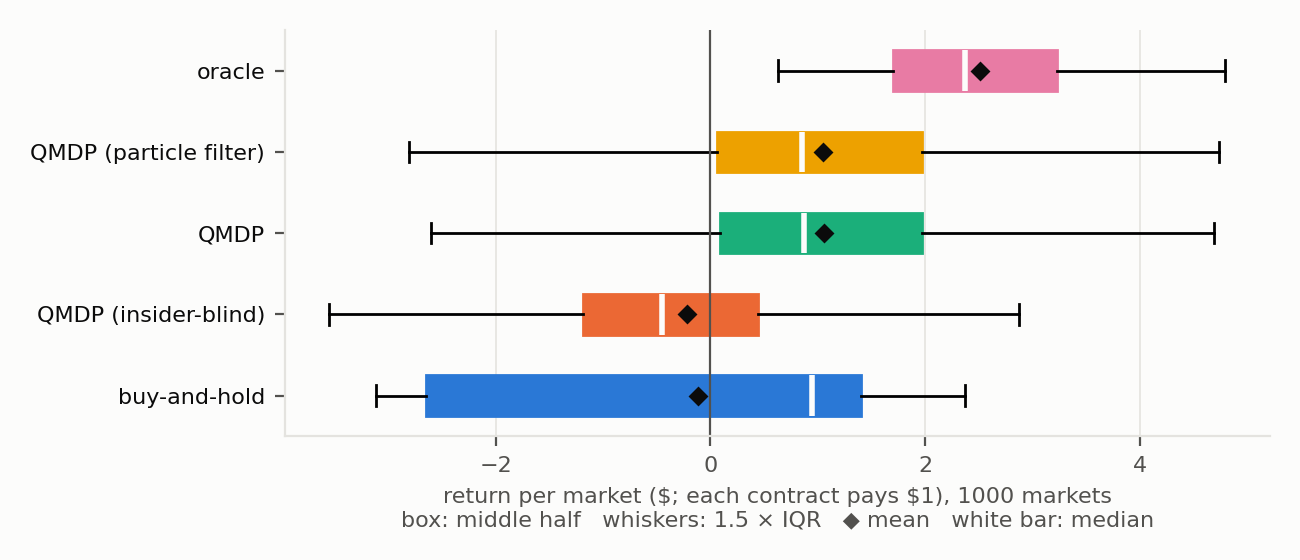 oracle
QMDP (particle filter)
QMDP
QMDP (insider-blind)
buy-and-hold
−2 0 2 4
return per market ($; each contract pays $1), 1000 markets
box: middle half whiskers: 1.5 × IQR ◆ mean white bar: median